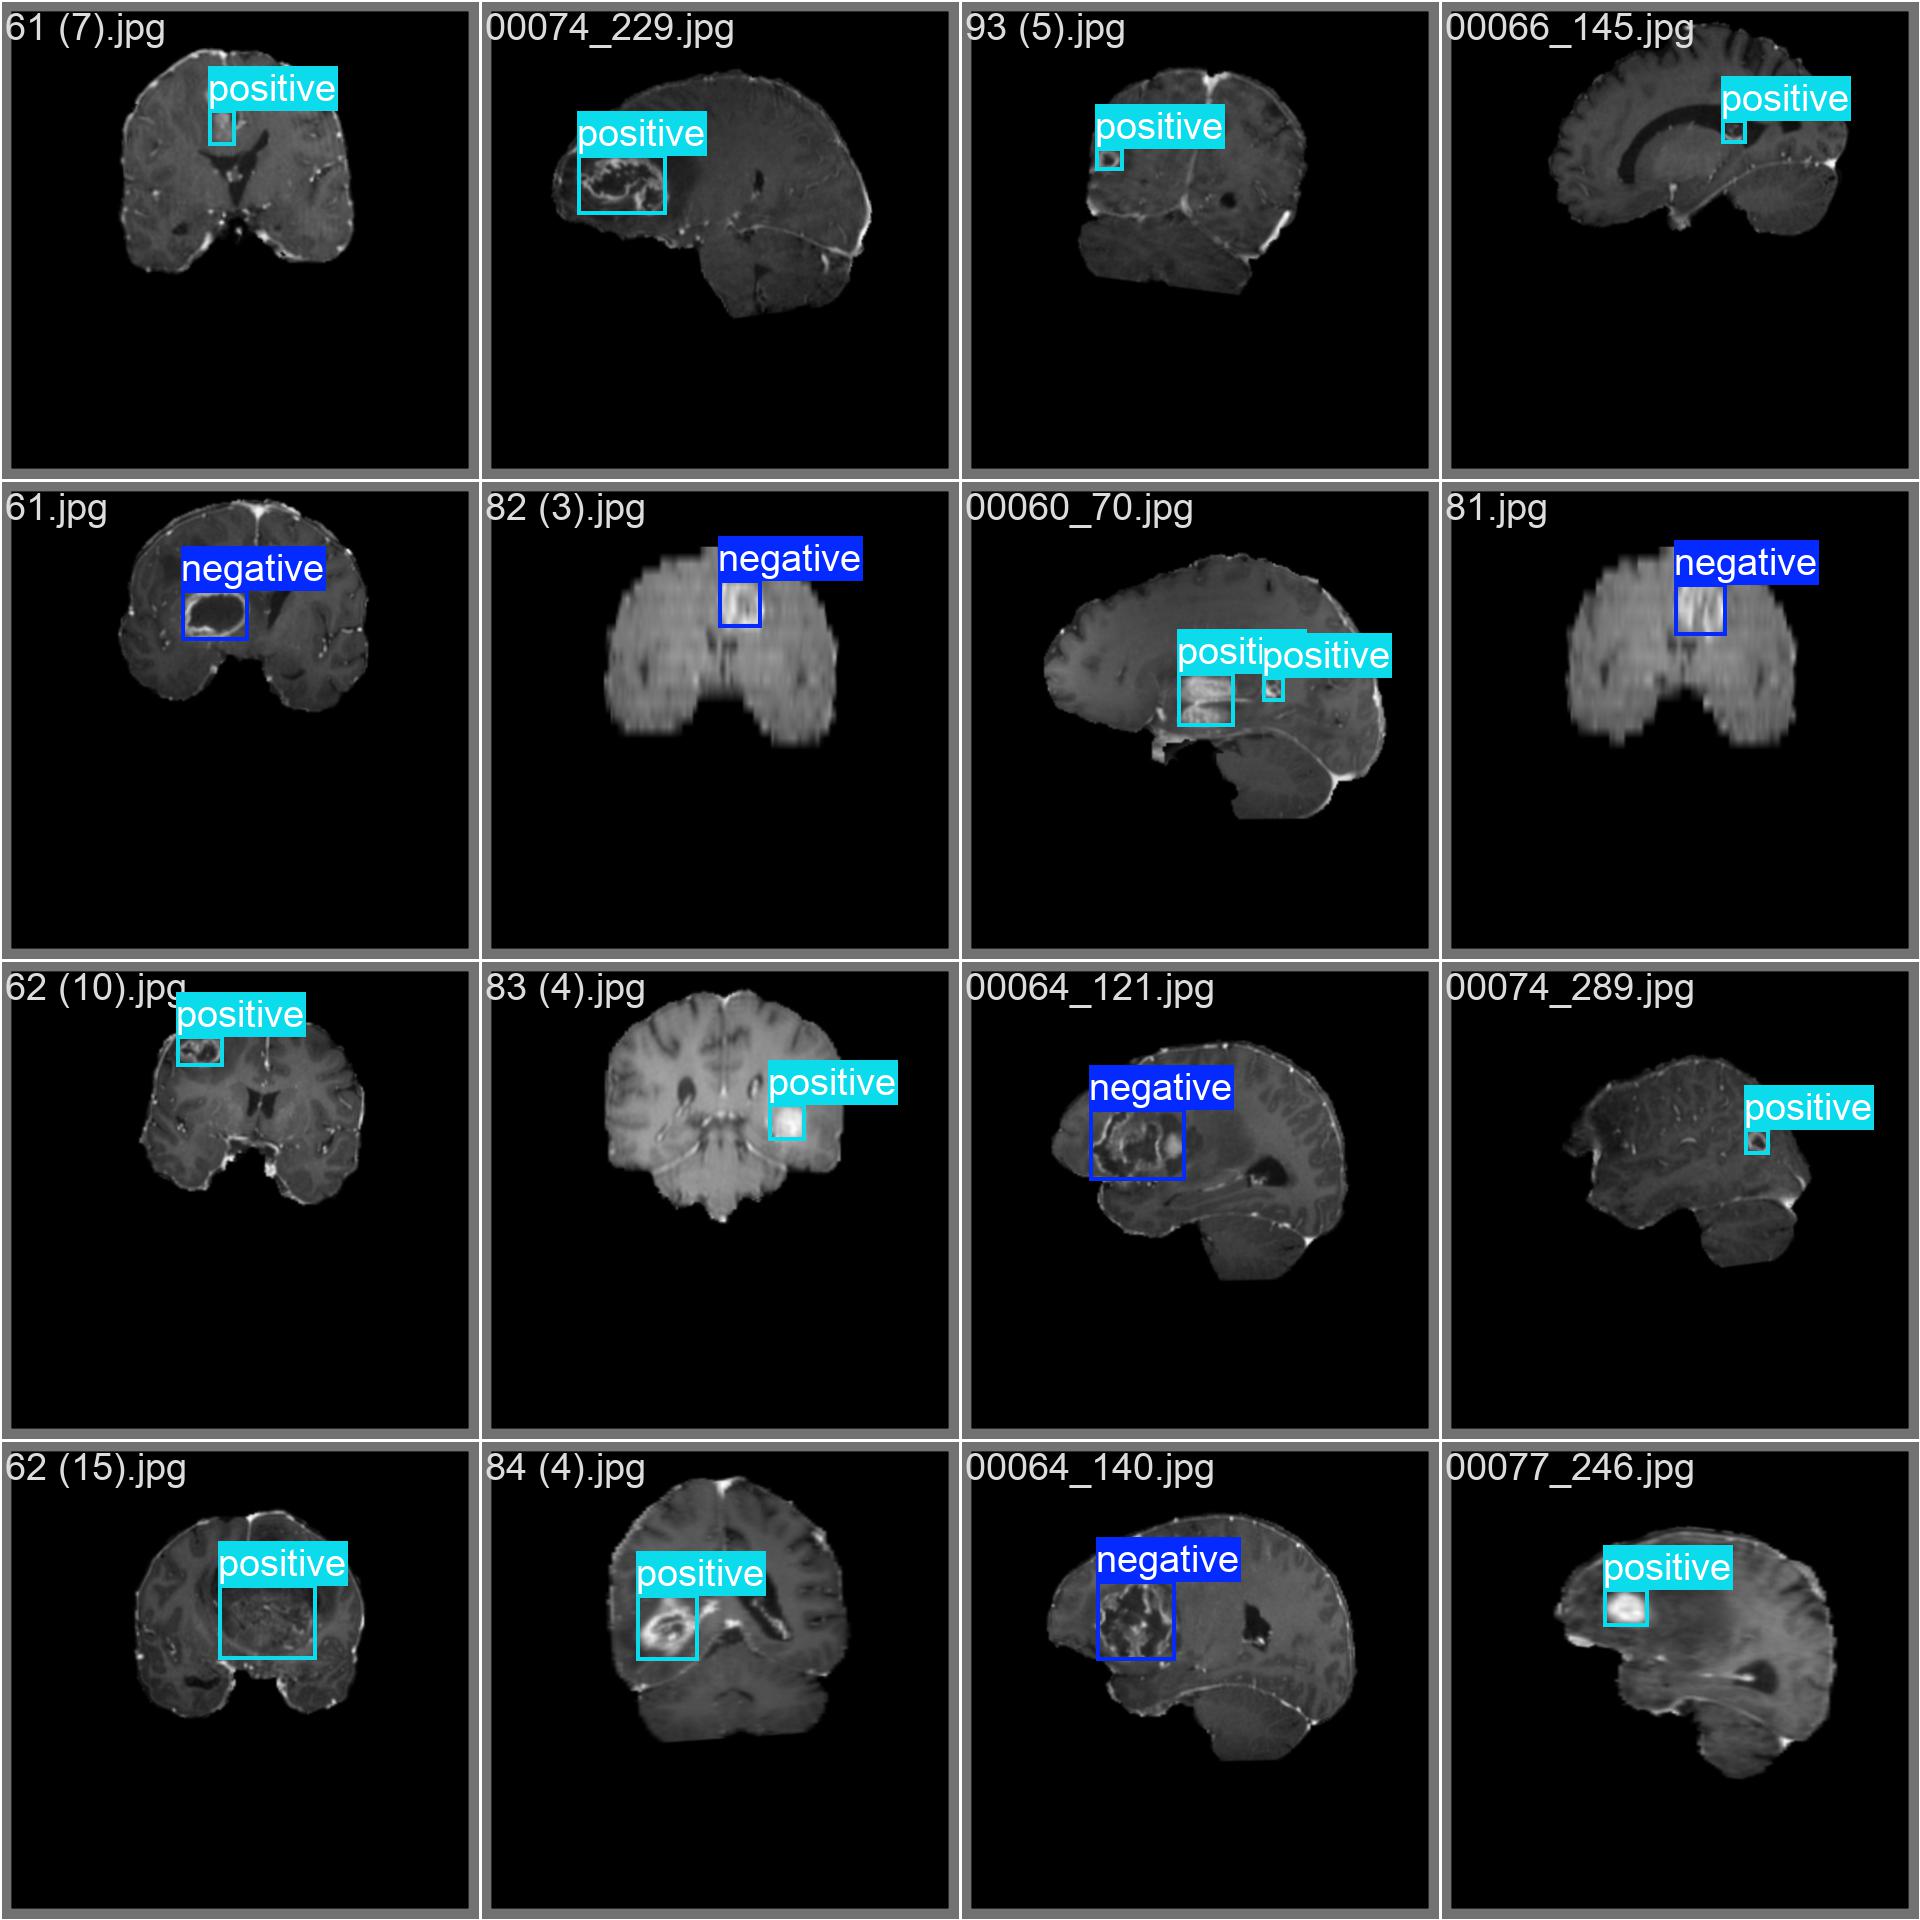 61 (7).jpg
positive
00074_229.jpg
positive
93 (5).jpg
positive
00066_145.jpg
positive
61.jpg
negative
82 (3).jpg
negative
00060_70.jpg
positi
positive
81.jpg
negative
62 (10).jpg
positive
83 (4).jpg
positive
00064_121.jpg
negative
00074_289.jpg
positive
62 (15).jpg
positive
84 (4).jpg
positive
00064_140.jpg
negative
00077_246.jpg
positive